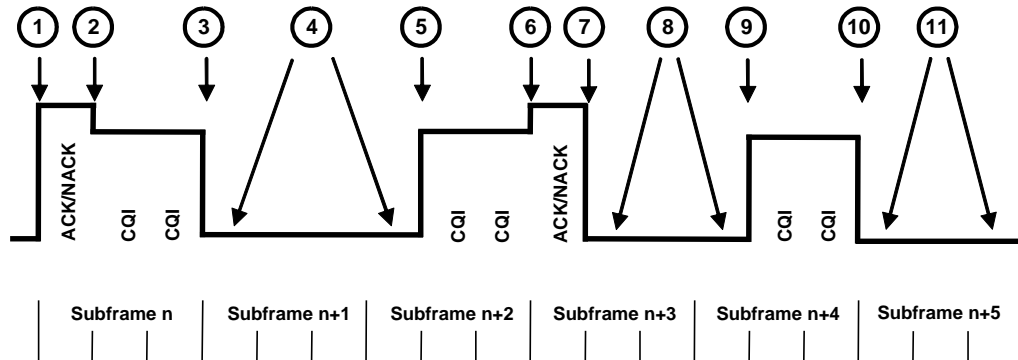 1 2 3 4 5 6 7 8 9 10 11
ACK/NACK
CQI
CQI
CQI
CQI
ACK/NACK
CQI
CQI
Subframe n
Subframe n+1
Subframe n+2
Subframe n+3
Subframe n+4
Subframe n+5